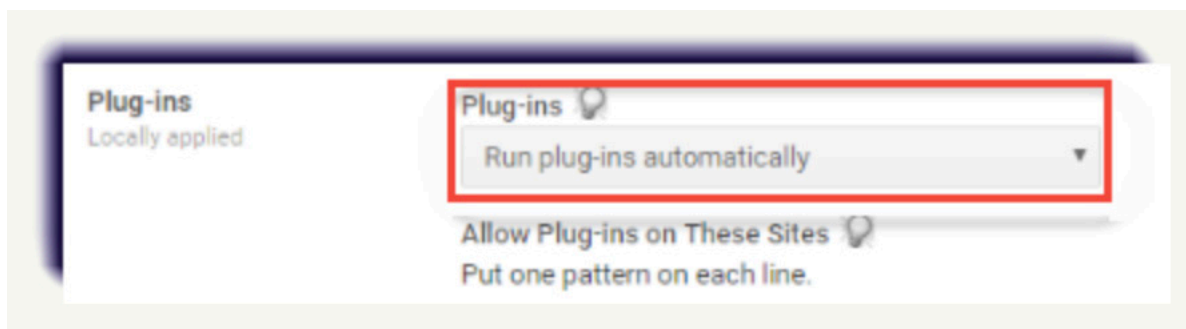 Plug-ins
Locally applied
Plug-ins
Run plug-ins automatically
Allow Plug-ins on These Sites
Put one pattern on each line.